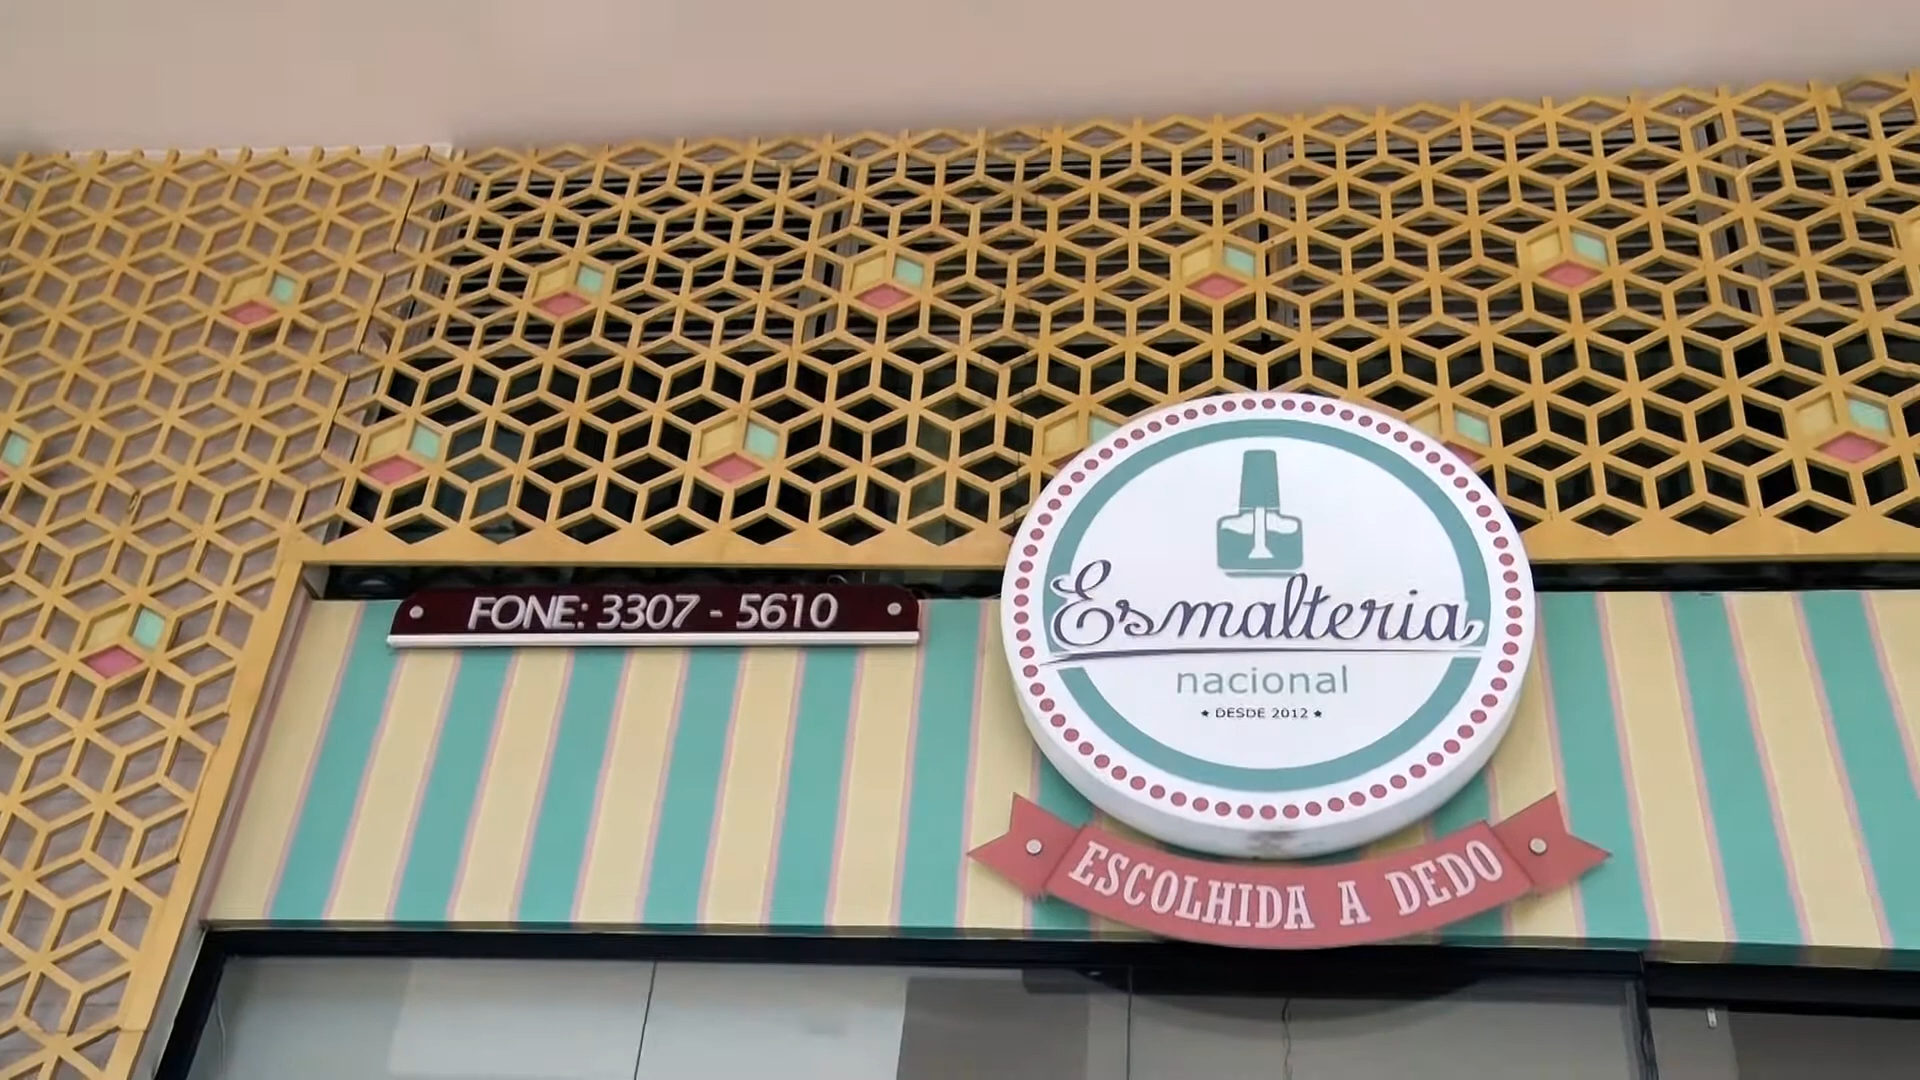 FONE: 3307 - 5610
Esmalteria
nacional
★ DESDE 2012 ★
ESCOLHIDA A DEDO